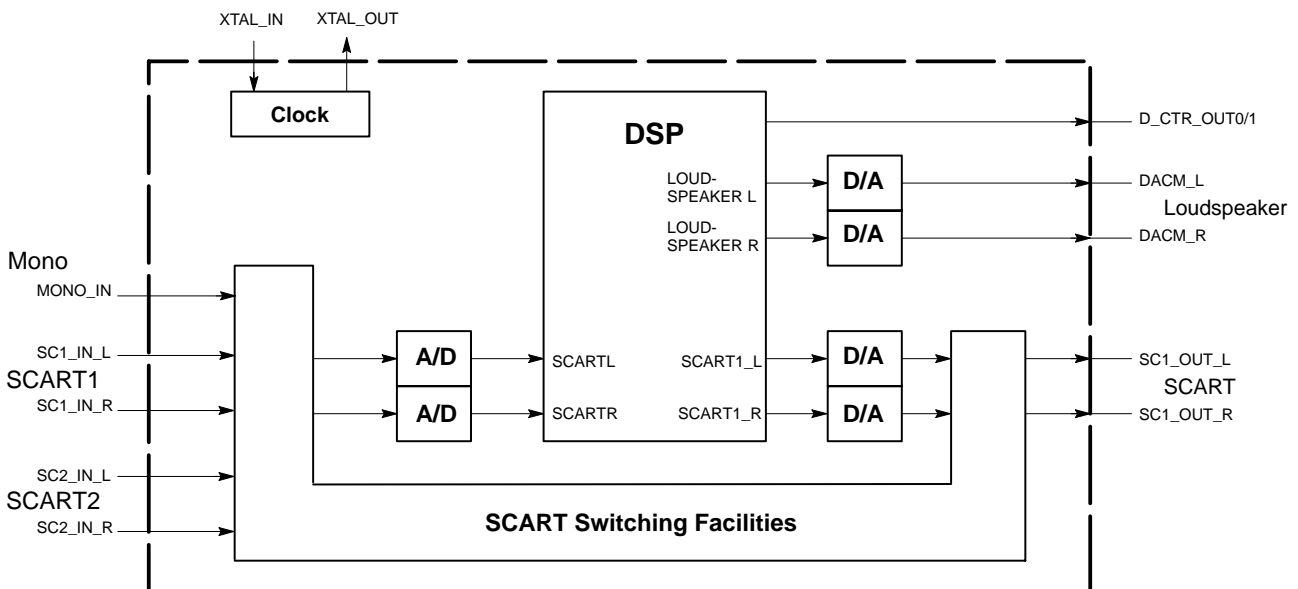 XTAL_IN XTAL_OUT
Clock
DSP
D_CTR_OUT0/1
LOUD-
SPEAKER L
D/A
DACM_L
Loudspeaker
LOUD-
SPEAKER R
D/A
DACM_R
Mono
MONO_IN
SC1_IN_L
SCART1
SC1_IN_R
A/D
SCARTL
SCART1_L
D/A
SC1_OUT_L
SCART
A/D
SCARTR
SCART1_R
D/A
SC1_OUT_R
SC2_IN_L
SCART2
SC2_IN_R
SCART Switching Facilities